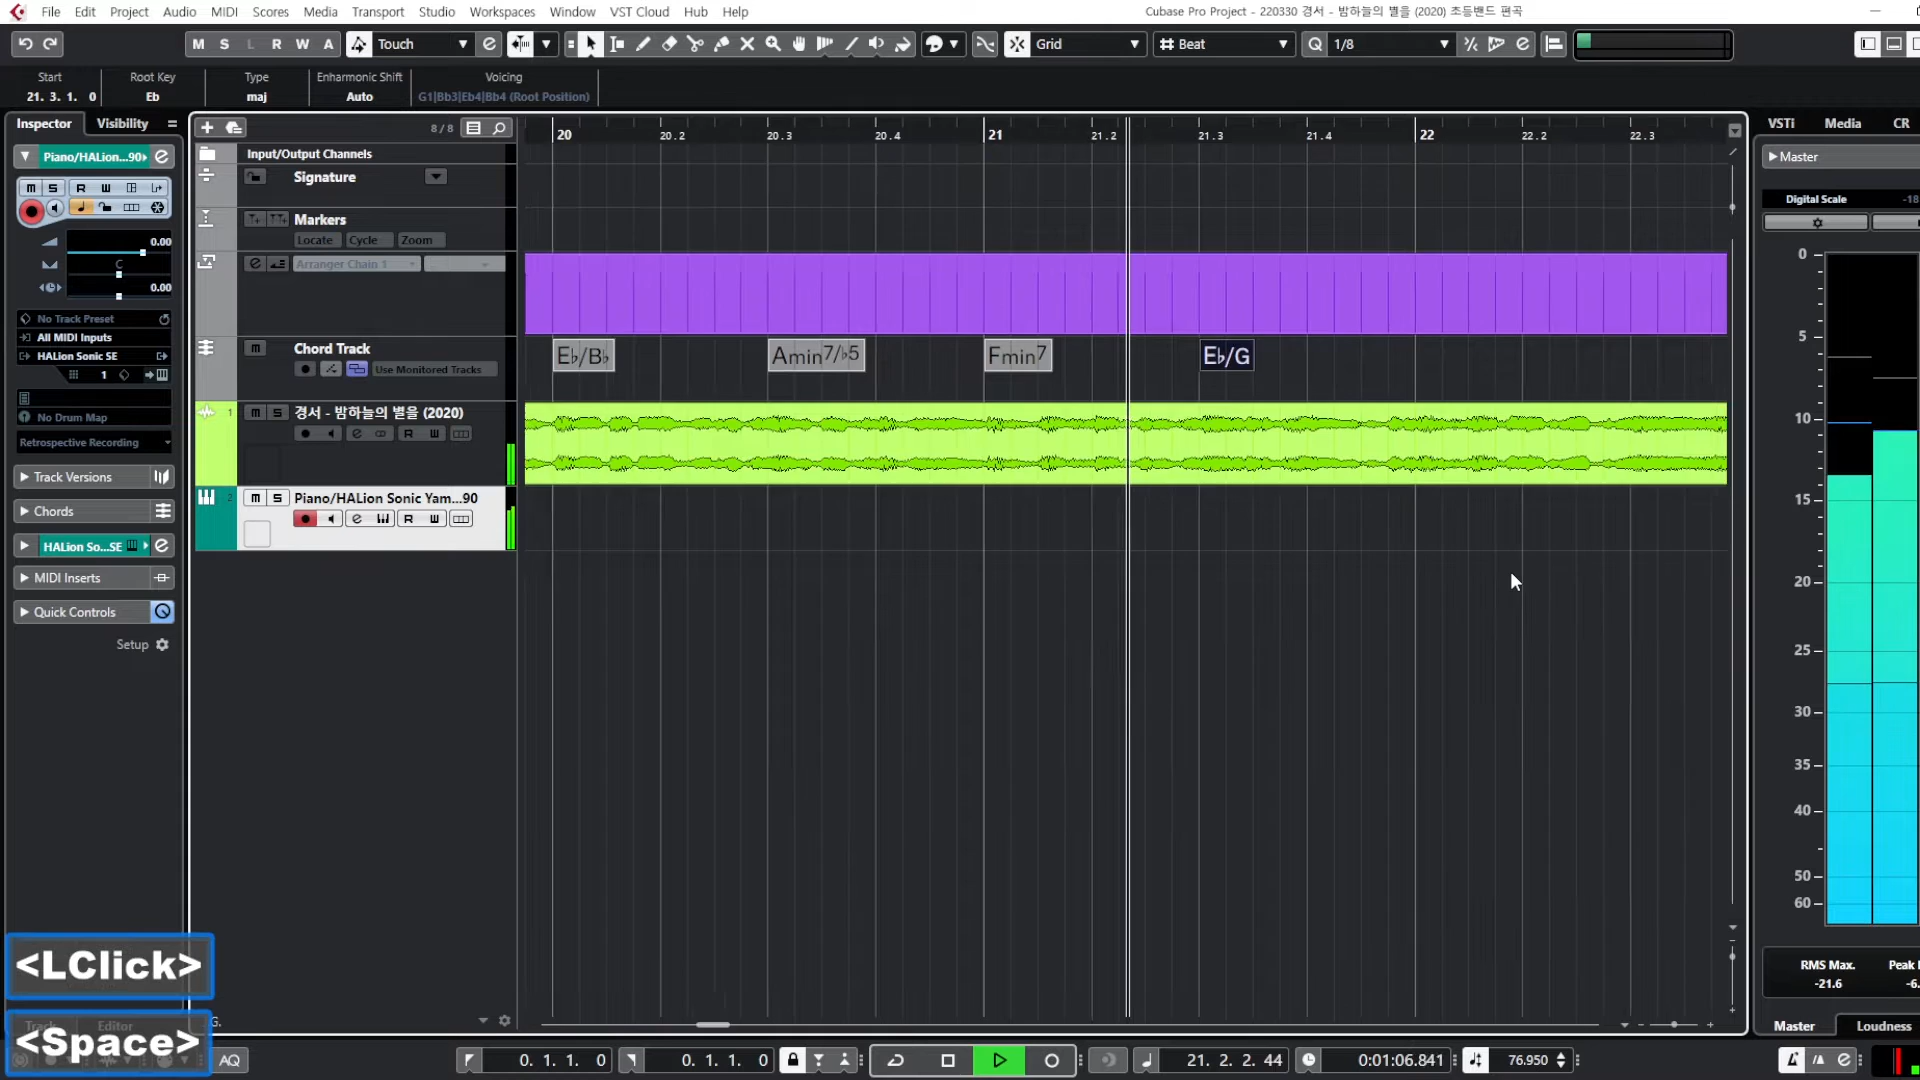 File Edit Project Audio MIDI Scores Media Transport Studio Workspaces Window VST Cloud Hub Help
Cubase Pro Project - 220330 경서 - 밤하늘의 별을 (2020) 초등밴드 편곡
M S L R W A Touch Grid Beat Q 1/8
Start Root Key Type Enharmonic Shift Voicing
21. 3. 1. 0 Eb maj Auto G1|Bb3|Eb4|Bb4 (Root Position)
Inspector Visibility
8 / 8
20 20.2 20.3 20.4 21 21.2 21.3 21.4 22 22.2 22.3
VSTi Media CR
Piano/HALion...90
Input/Output Channels
Master
Signature
M S R W
Digital Scale -18
Markers
Locate Cycle Zoom
0.00
C
0.00
Arranger Chain 1
No Track Preset
All MIDI Inputs
HALion Sonic SE
1
No Drum Map
Retrospective Recording
Track Versions
Chords
HALion So...SE
MIDI Inserts
Quick Controls
Setup
m Chord Track
Use Monitored Tracks
E♭/B♭ Amin7/♭5 Fmin7 E♭/G
1 m S 경서 - 밤하늘의 별을 (2020)
R W
2 m S Piano/HALion Sonic Yam...90
R W
0
5
10
15
20
25
30
35
40
50
60
RMS Max. Peak
-21.6 -6.
Master Loudness
<LClick>
Track Editor
G.
<Space>
AQ
0. 1. 1. 0 0. 1. 1. 0 21. 2. 2. 44 0:01:06.841 76.950